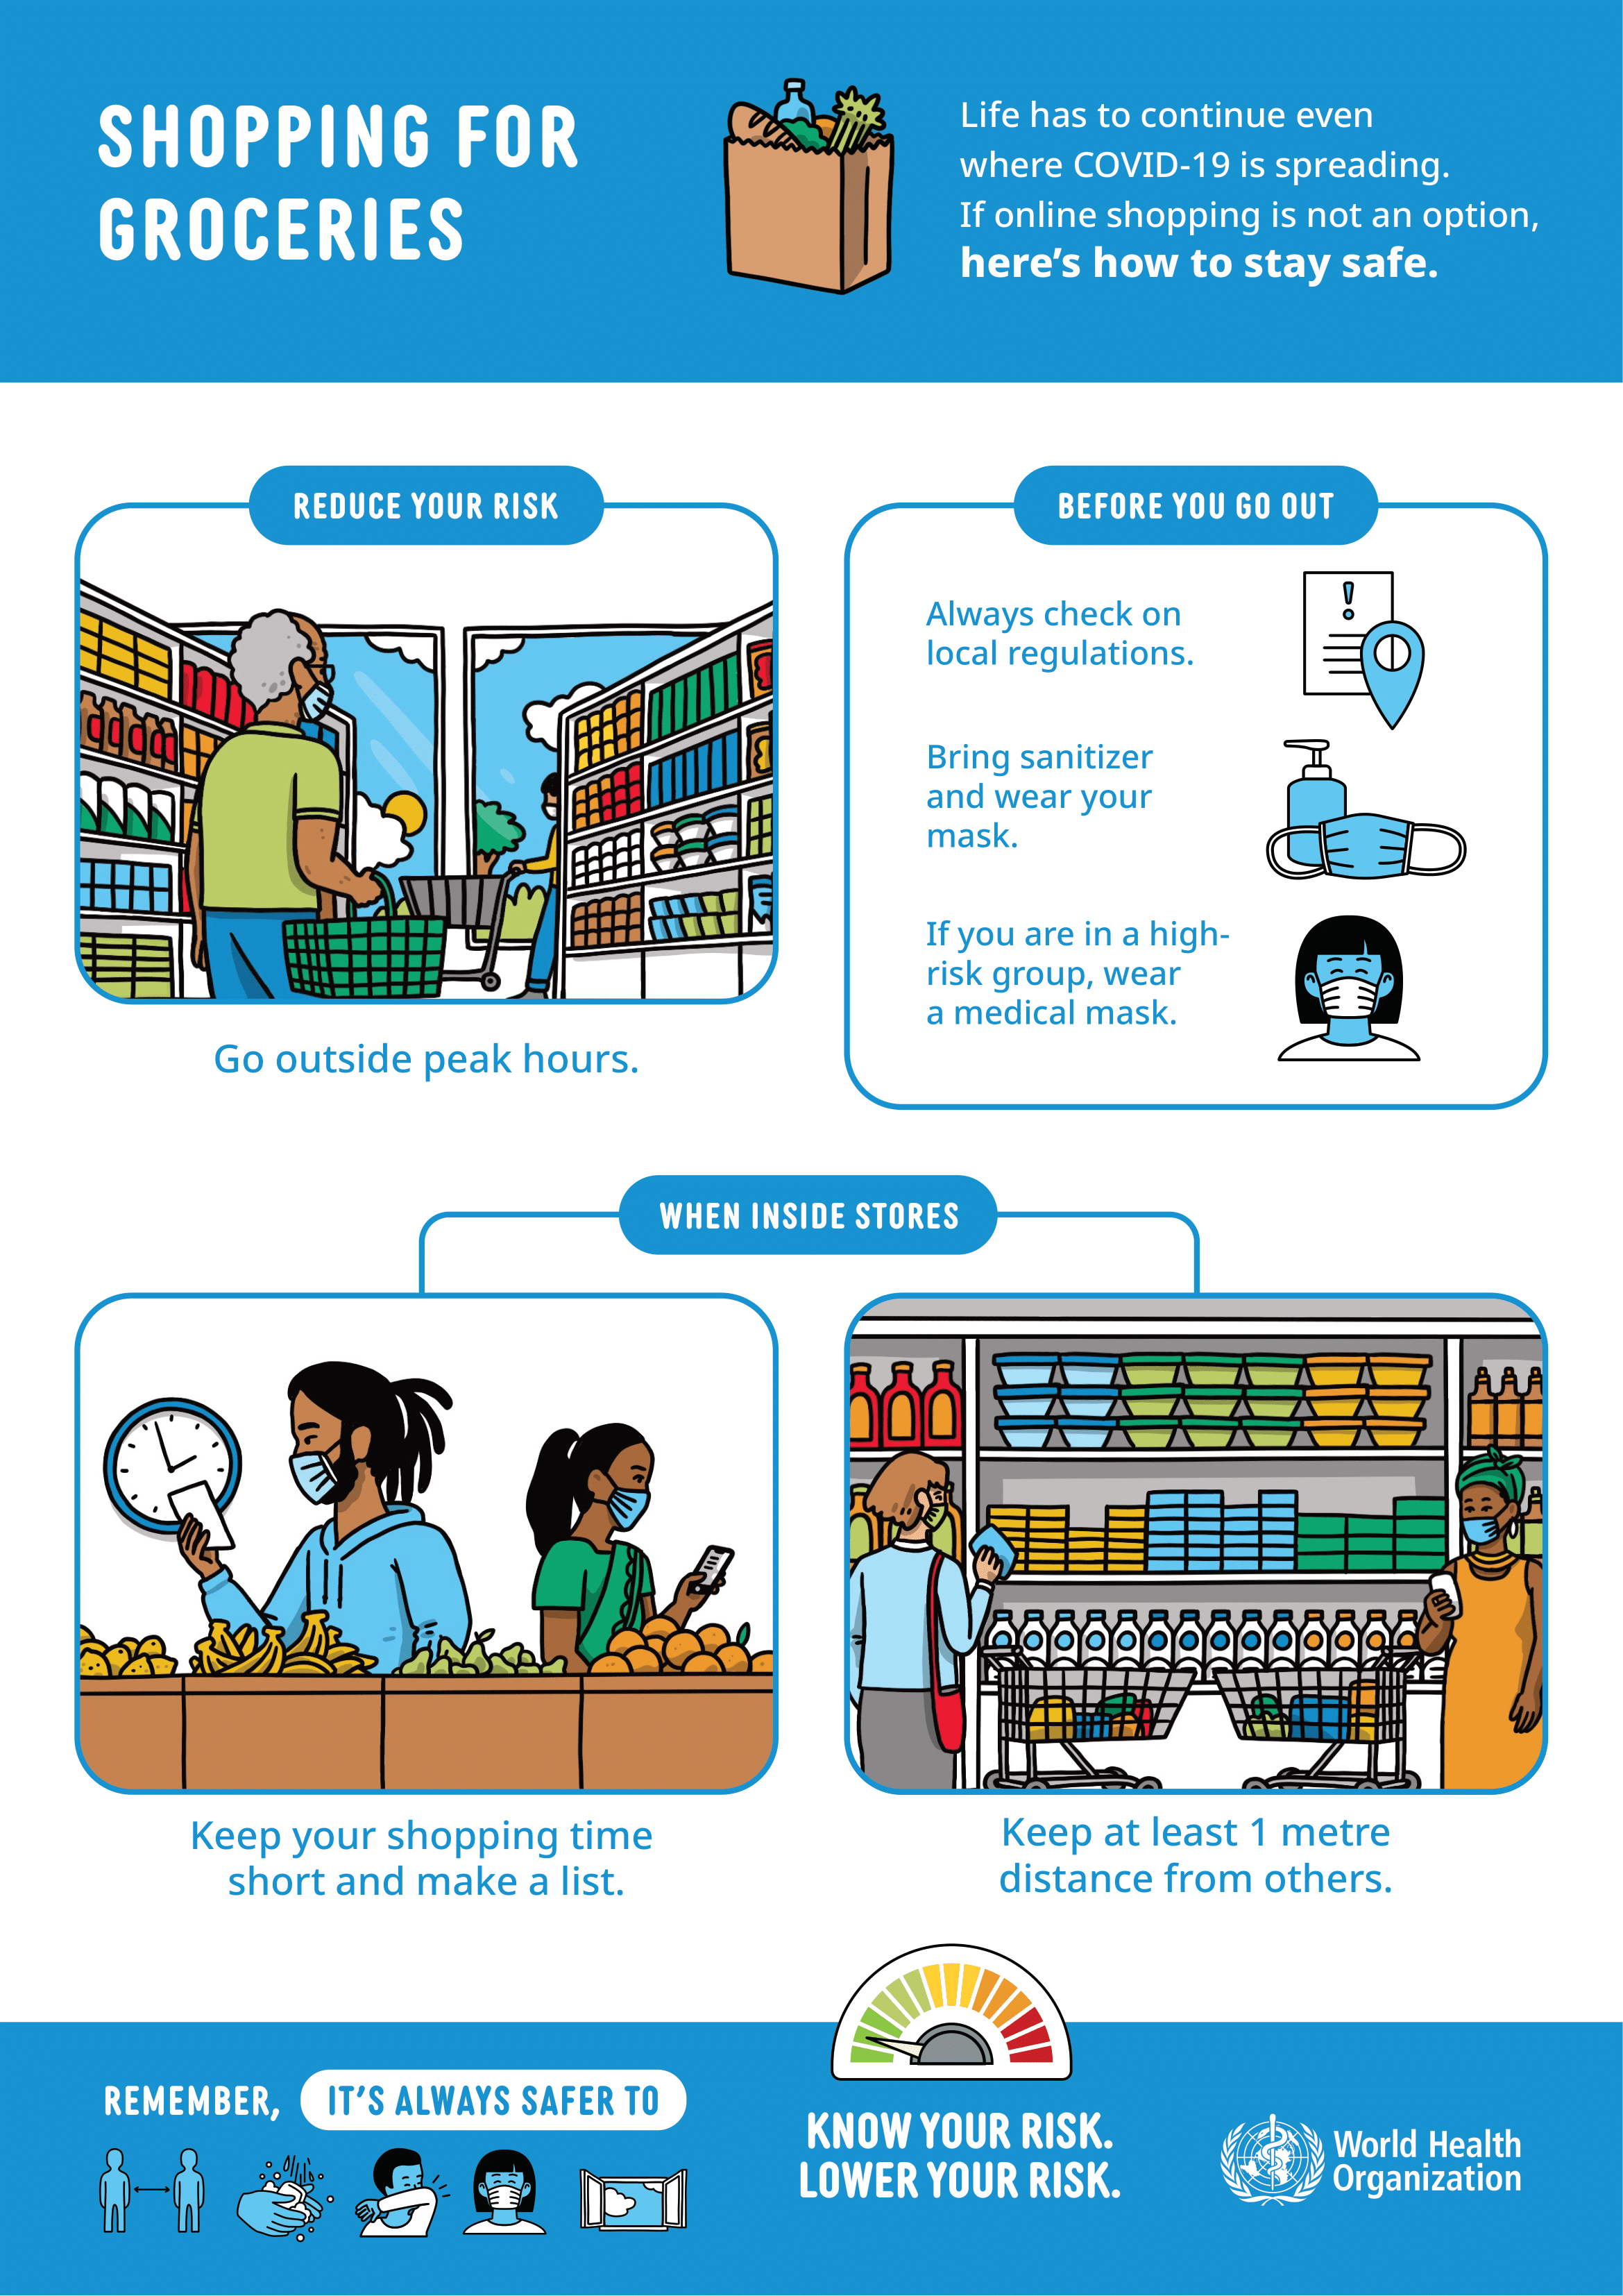 SHOPPING FOR
GROCERIES
Life has to continue even
where COVID-19 is spreading.
If online shopping is not an option,
here’s how to stay safe.
REDUCE YOUR RISK
Go outside peak hours.
BEFORE YOU GO OUT
!
Always check on
local regulations.
Bring sanitizer
and wear your
mask.
If you are in a high-
risk group, wear
a medical mask.
WHEN INSIDE STORES
Keep your shopping time
short and make a list.
Keep at least 1 metre
distance from others.
REMEMBER, IT’S ALWAYS SAFER TO
KNOW YOUR RISK.
LOWER YOUR RISK.
World Health
Organization